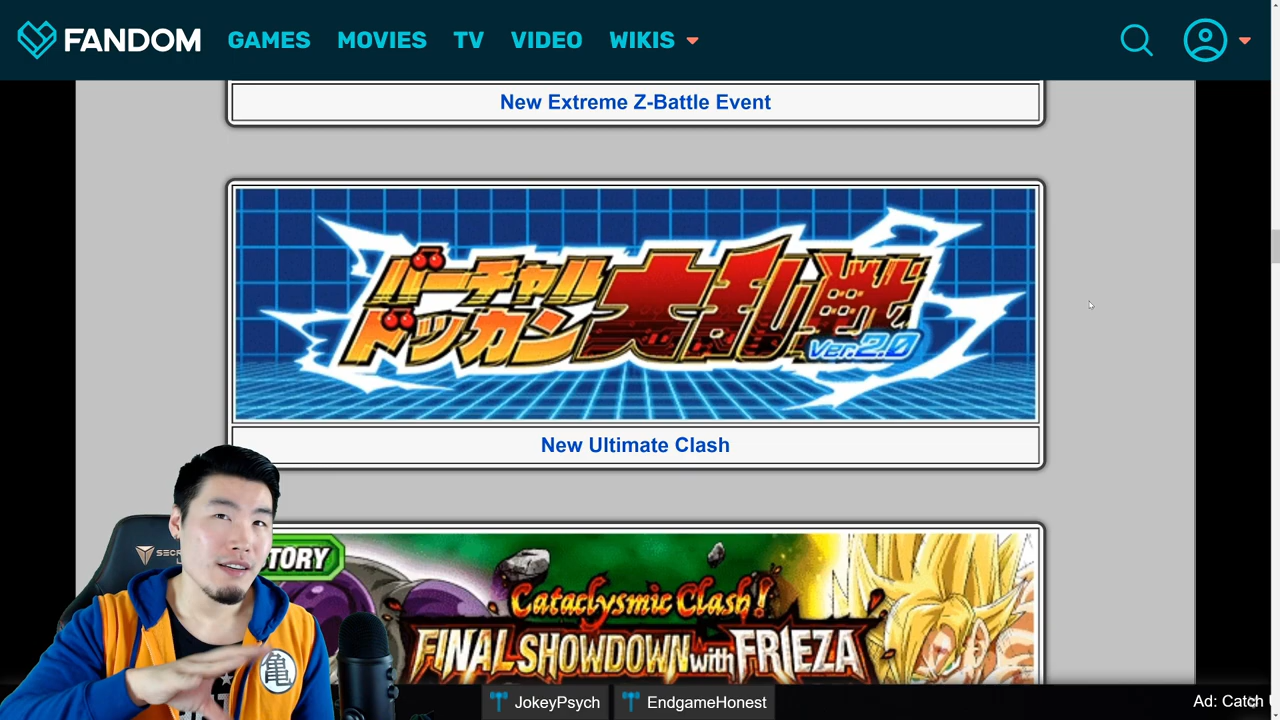 FANDOM GAMES MOVIES TV VIDEO WIKIS
New Extreme Z-Battle Event
バーチャル
ドッカン大乱戦
Ver.2.0
New Ultimate Clash
TORY
Cataclysmic Clash!
FINAL SHOWDOWN with FRIEZA
SECR
亀
JokeyPsych EndgameHonest Ad: Catch